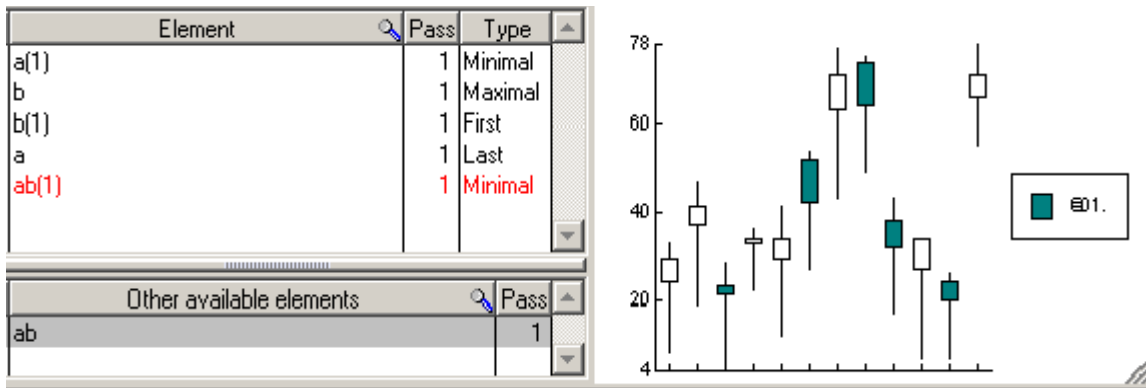 Element Pass Type
a(1) 1 Minimal
b 1 Maximal
b(1) 1 First
a 1 Last
ab(1) 1 Minimal
Other available elements Pass
ab 1
78
60
40
20
4